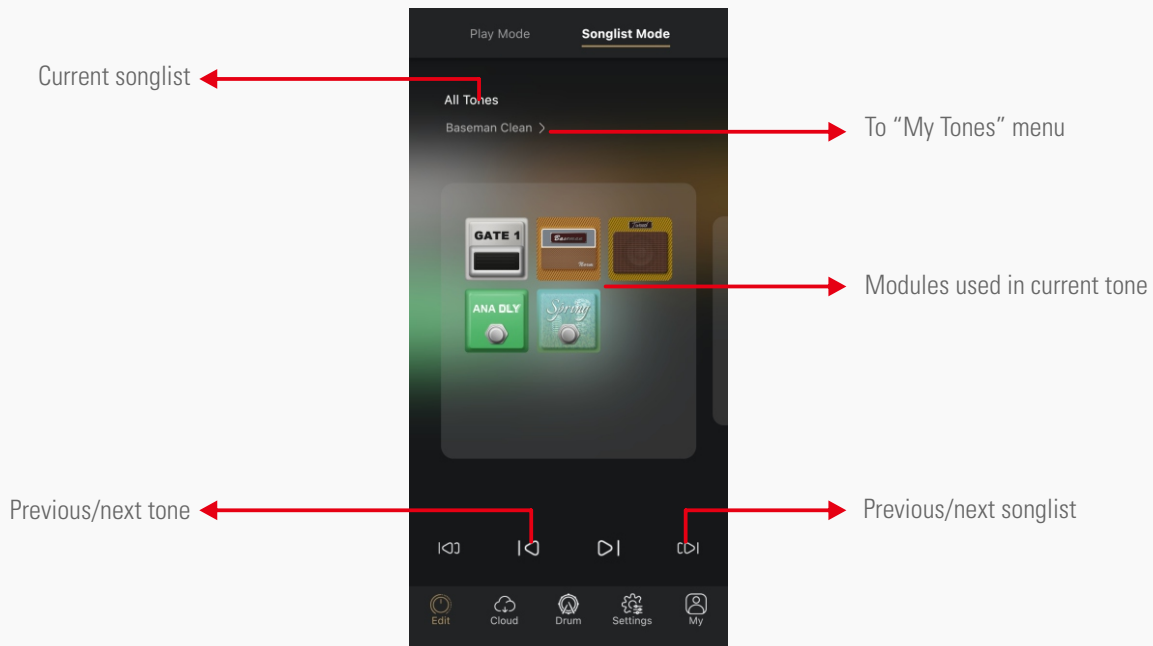 Play Mode
Songlist Mode
Current songlist
All Tones
Baseman Clean
To “My Tones” menu
GATE 1
Modules used in current tone
ANA DLY
Spring
Previous/next tone
Previous/next songlist
Edit
Cloud
Drum
Settings
My